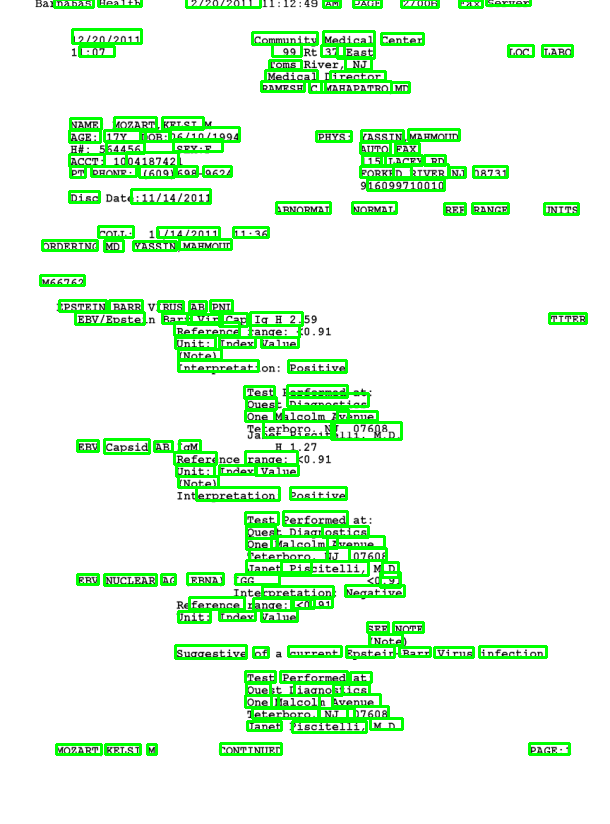 Barnabas Health 12/20/2011 11:12:49 AM PAGE 27006 Fax Server
12/20/2011 Community Medical Center
11:07 99 Rt 37 East LOC: LABO
Toms River, NJ
Medical Director
RAMESH C MAHAPATRO MD
NAME: MOZART,KELSI M
AGE: 17Y DOB:06/10/1994 PHYS: YASSIN,MAHMOUD
H#: 564456 SEX:F AUTO FAX
ACCT: 1004187421 15 LACEY RD.
PT PHONE: (609)698-9624 FORKED RIVER,NJ 08731
916099710010
Disc Date:11/14/2011
ABNORMAL NORMAL REF RANGE UNITS
COLL: 11/14/2011 11:36
ORDERING MD: YASSIN MAHMOUD
M66762
EPSTEIN BARR VIRUS AB PNL
EBV/Epstein Barr Vir Cap Ig H 2.59 TITER
Reference range: <0.91
Unit: Index Value
(Note)
Interpretation: Positive
Test Performed at:
Quest Diagnostics
One Malcolm Avenue
Teterboro, NJ 07608
Janet Piscitelli, M.D.
EBV Capsid AB IgM H 1.27
Reference range: <0.91
Unit: Index Value
(Note)
Interpretation: Positive
Test Performed at:
Quest Diagnostics
One Malcolm Avenue
Teterboro, NJ 07608
Janet Piscitelli, M.D.
EBV NUCLEAR AG EBNA IGG <0.91
Interpretation: Negative
Reference range: <0.91
Unit: Index Value
SEE NOTE
(Note)
Suggestive of a current Epstein-Barr Virus infection
Test Performed at:
Quest Diagnostics
One Malcolm Avenue
Teterboro, NJ 07608
Janet Piscitelli, M.D.
MOZART,KELSI M CONTINUED PAGE:1